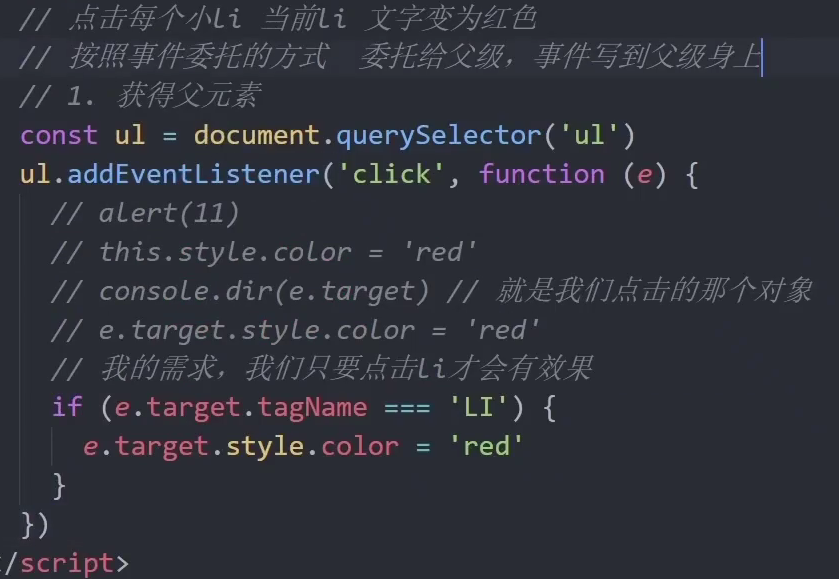 // 点击每个小li 当前li 文字变为红色
// 按照事件委托的方式  委托给父级，事件写到父级身上
// 1. 获得父元素
const ul = document.querySelector('ul')
ul.addEventListener('click', function (e) {
  // alert(11)
  // this.style.color = 'red'
  // console.dir(e.target) // 就是我们点击的那个对象
  // e.target.style.color = 'red'
  // 我的需求，我们只要点击li才会有效果
  if (e.target.tagName === 'LI') {
    e.target.style.color = 'red'
  }
})
</script>